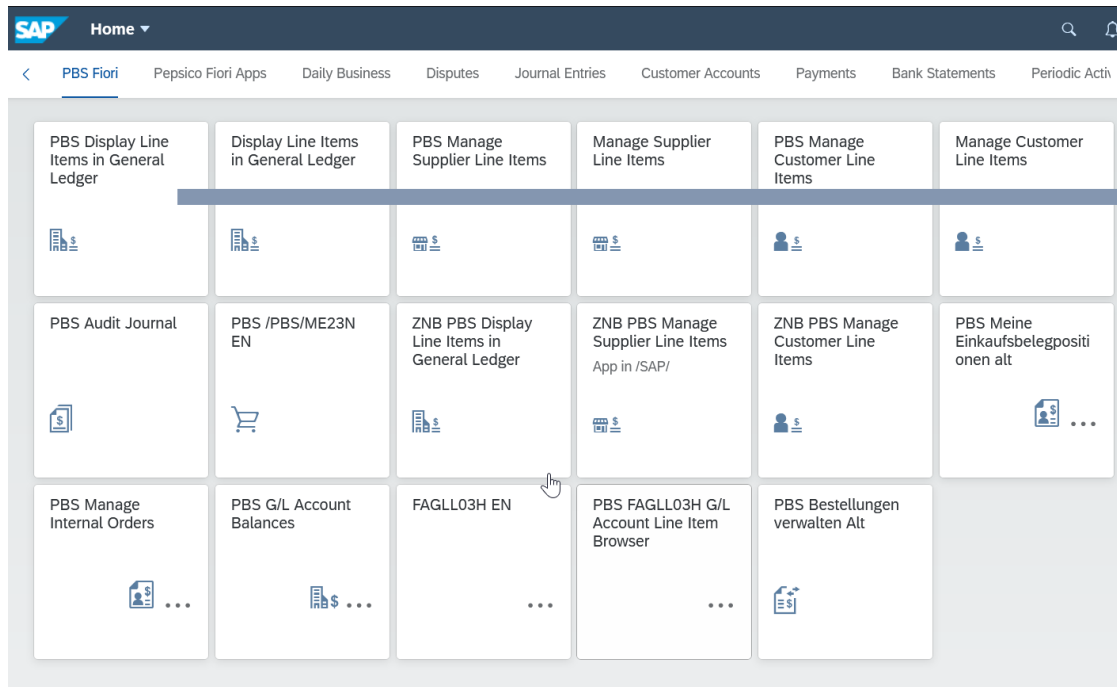 SAP Home
PBS Fiori Pepsico Fiori Apps Daily Business Disputes Journal Entries Customer Accounts Payments Bank Statements Periodic Activ
PBS Display Line
Items in General
Ledger
Display Line Items
in General Ledger
PBS Manage
Supplier Line Items
Manage Supplier
Line Items
PBS Manage
Customer Line
Items
Manage Customer
Line Items
PBS Audit Journal
PBS /PBS/ME23N
EN
ZNB PBS Display
Line Items in
General Ledger
ZNB PBS Manage
Supplier Line Items
App in /SAP/
ZNB PBS Manage
Customer Line
Items
PBS Meine
Einkaufsbelegpositi
onen alt
...
PBS Manage
Internal Orders
...
PBS G/L Account
Balances
...
FAGLL03H EN
...
PBS FAGLL03H G/L
Account Line Item
Browser
...
PBS Bestellungen
verwalten Alt